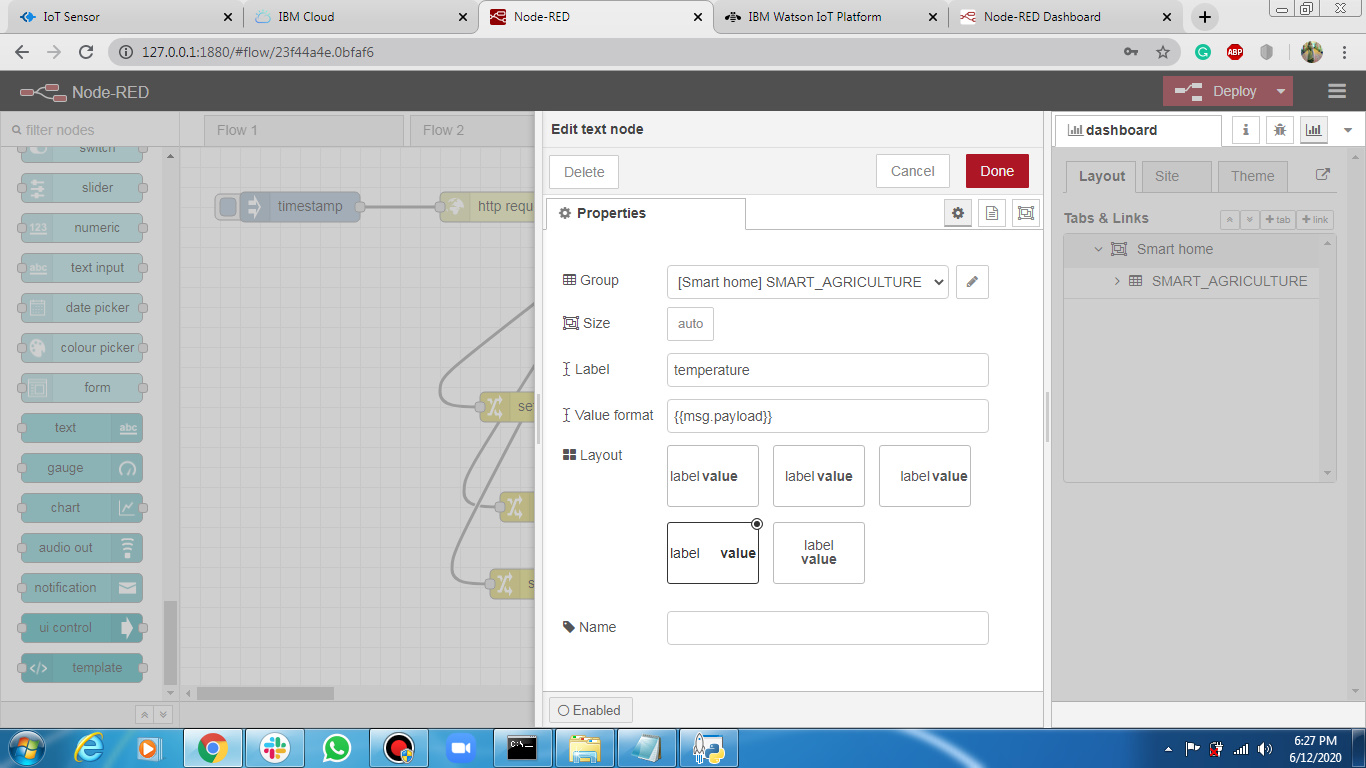 IoT Sensor
IBM Cloud
Node-RED
IBM Watson IoT Platform
Node-RED Dashboard
127.0.0.1:1880/#flow/23f44a4e.0bfaf6
ABP
Node-RED
Deploy
filter nodes
Flow 1
Flow 2
Edit text node
dashboard
i
switch
slider
123 numeric
abc text input
date picker
colour picker
form
text abc
gauge
chart
audio out
notification
ui control
template
timestamp
http requ
se
s
Delete
Cancel
Done
Properties
Group
[Smart home] SMART_AGRICULTURE
Size
auto
Label
temperature
Value format
{{msg.payload}}
Layout
label value
label value
label value
label value
label
value
Name
Enabled
Layout
Site
Theme
Tabs & Links
+ tab
+ link
Smart home
SMART_AGRICULTURE
C:\-
6:27 PM
6/12/2020